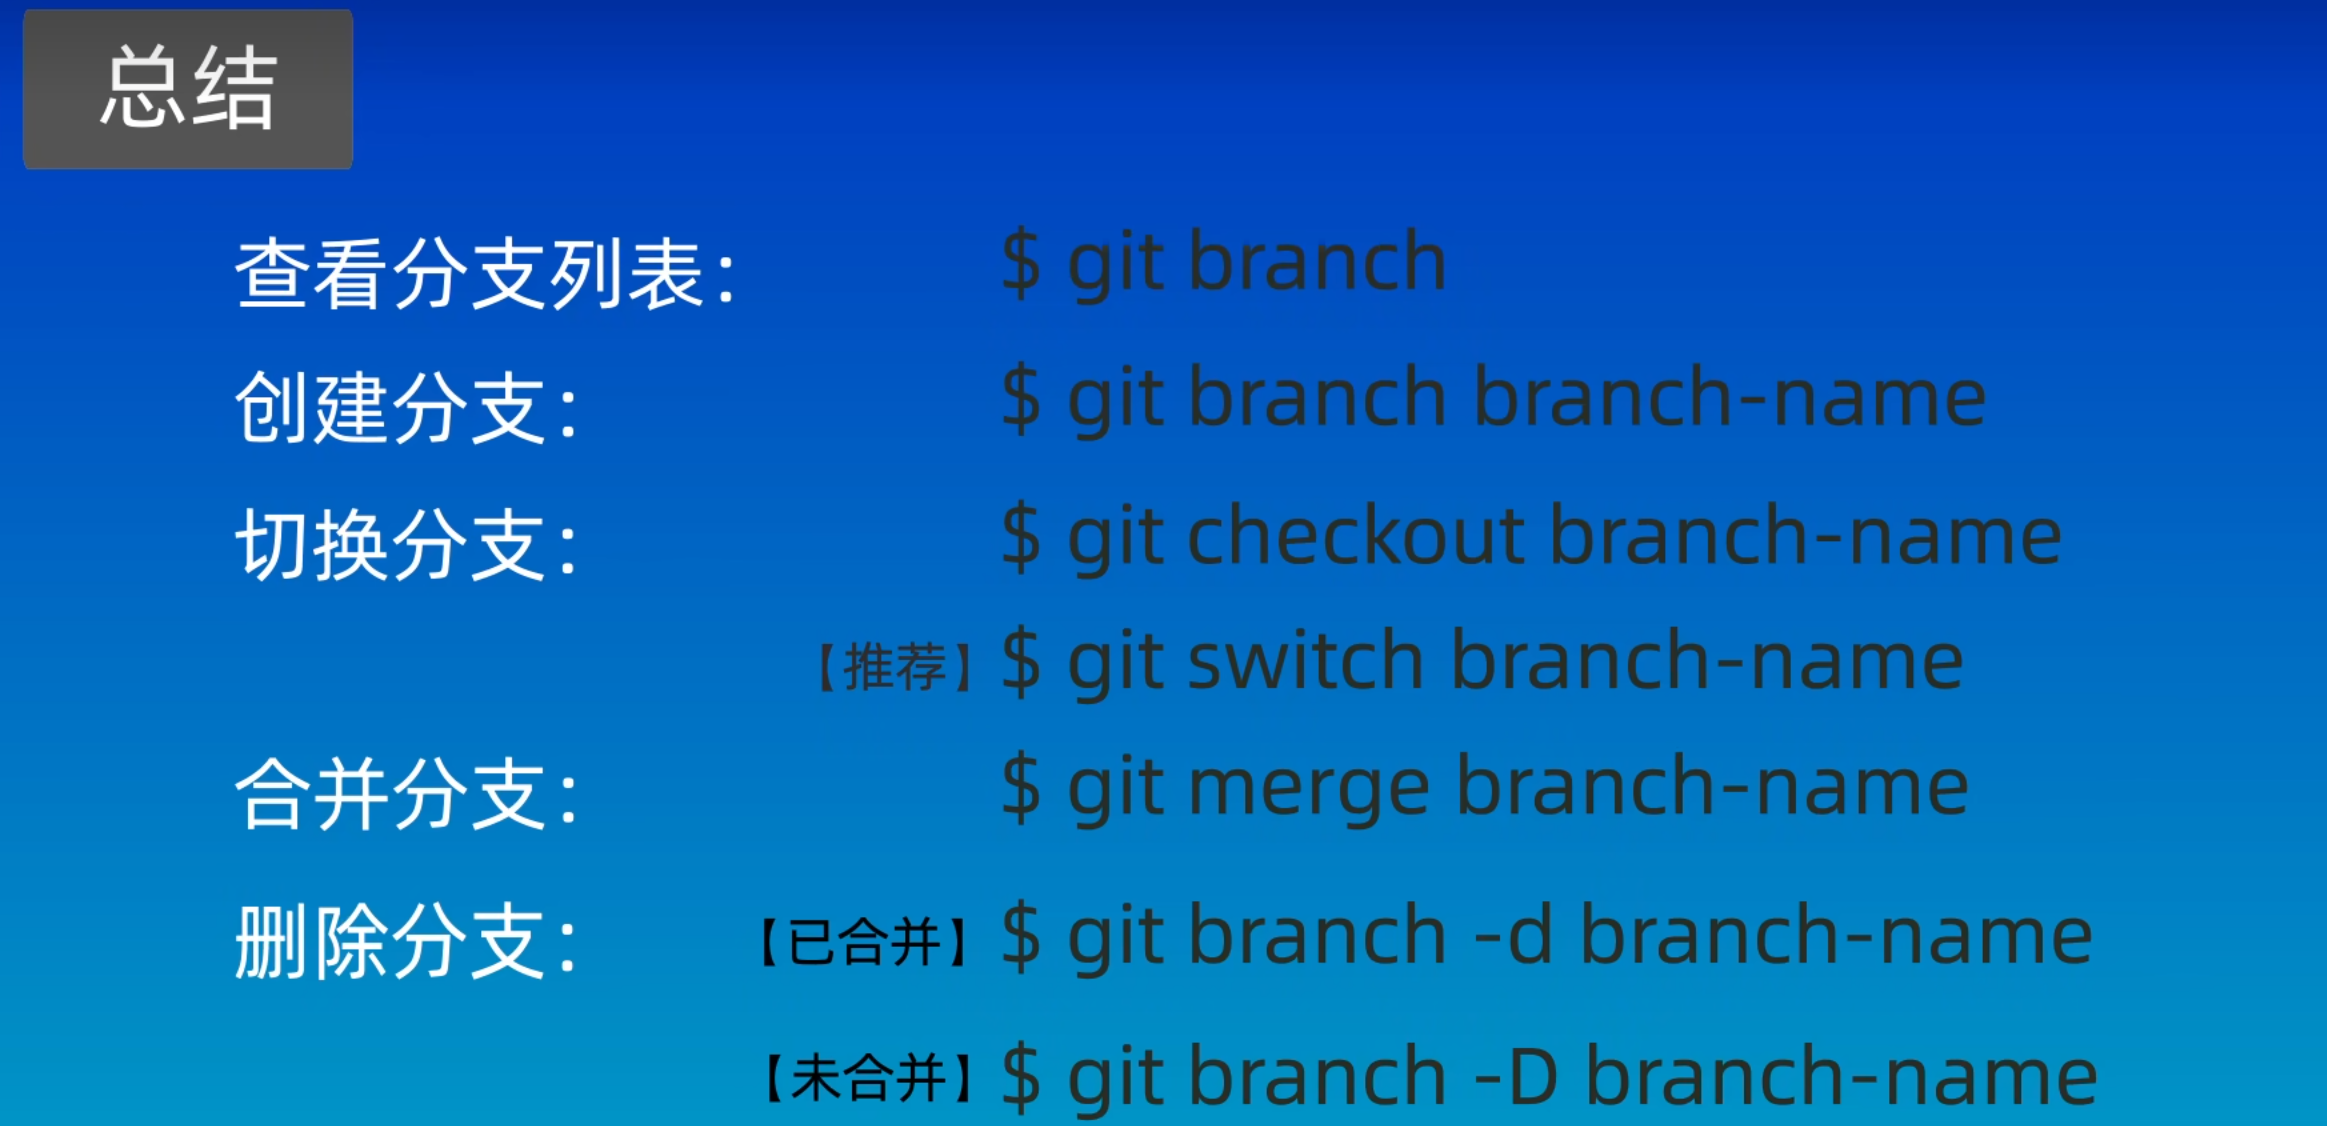 总结
查看分支列表： $ git branch
创建分支： $ git branch branch-name
切换分支： $ git checkout branch-name
【推荐】 $ git switch branch-name
合并分支： $ git merge branch-name
删除分支： 【已合并】 $ git branch -d branch-name
【未合并】 $ git branch -D branch-name